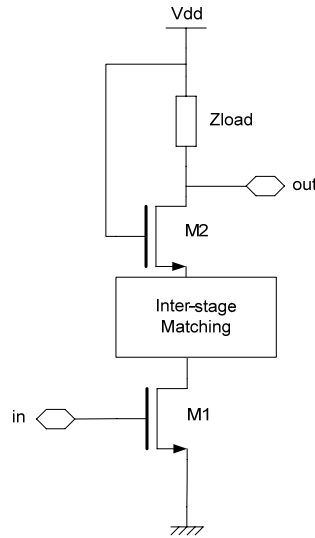 Vdd
Zload
out
M2
Inter-stage
Matching
in
M1